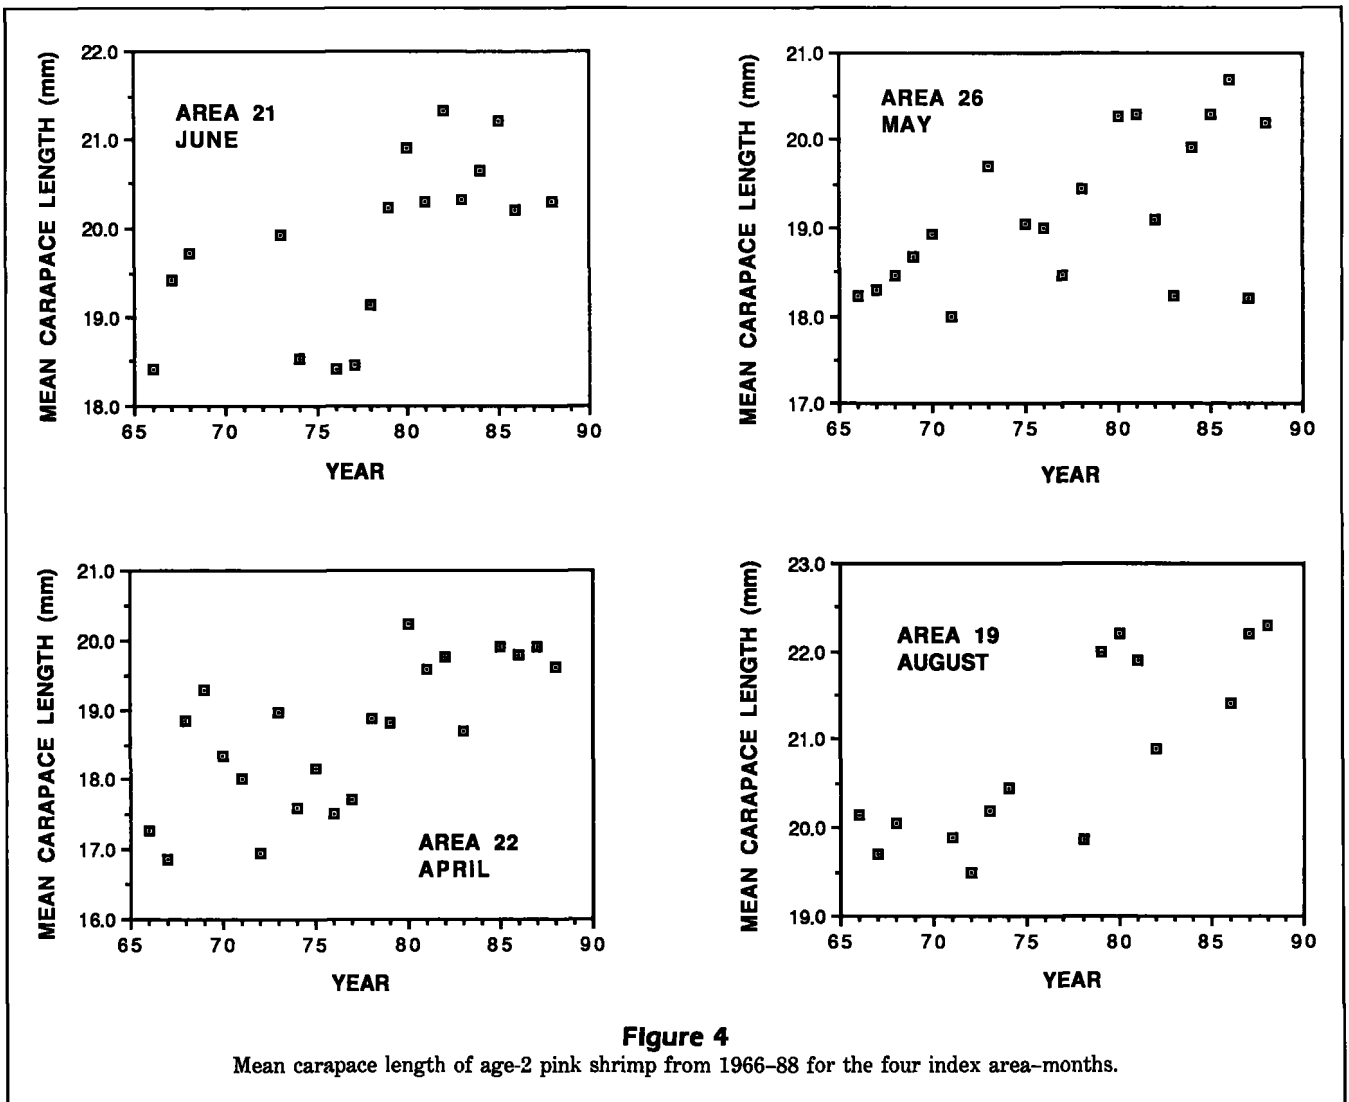 MEAN CARAPACE LENGTH (mm)
22.0
21.0
20.0
19.0
18.0
AREA 21
JUNE
65 70 75 80 85 90
YEAR
MEAN CARAPACE LENGTH (mm)
21.0
20.0
19.0
18.0
17.0
AREA 26
MAY
65 70 75 80 85 90
YEAR
MEAN CARAPACE LENGTH (mm)
21.0
20.0
19.0
18.0
17.0
16.0
AREA 22
APRIL
65 70 75 80 85 90
YEAR
MEAN CARAPACE LENGTH (mm)
23.0
22.0
21.0
20.0
19.0
AREA 19
AUGUST
65 70 75 80 85 90
YEAR
Figure 4
Mean carapace length of age-2 pink shrimp from 1966–88 for the four index area–months.